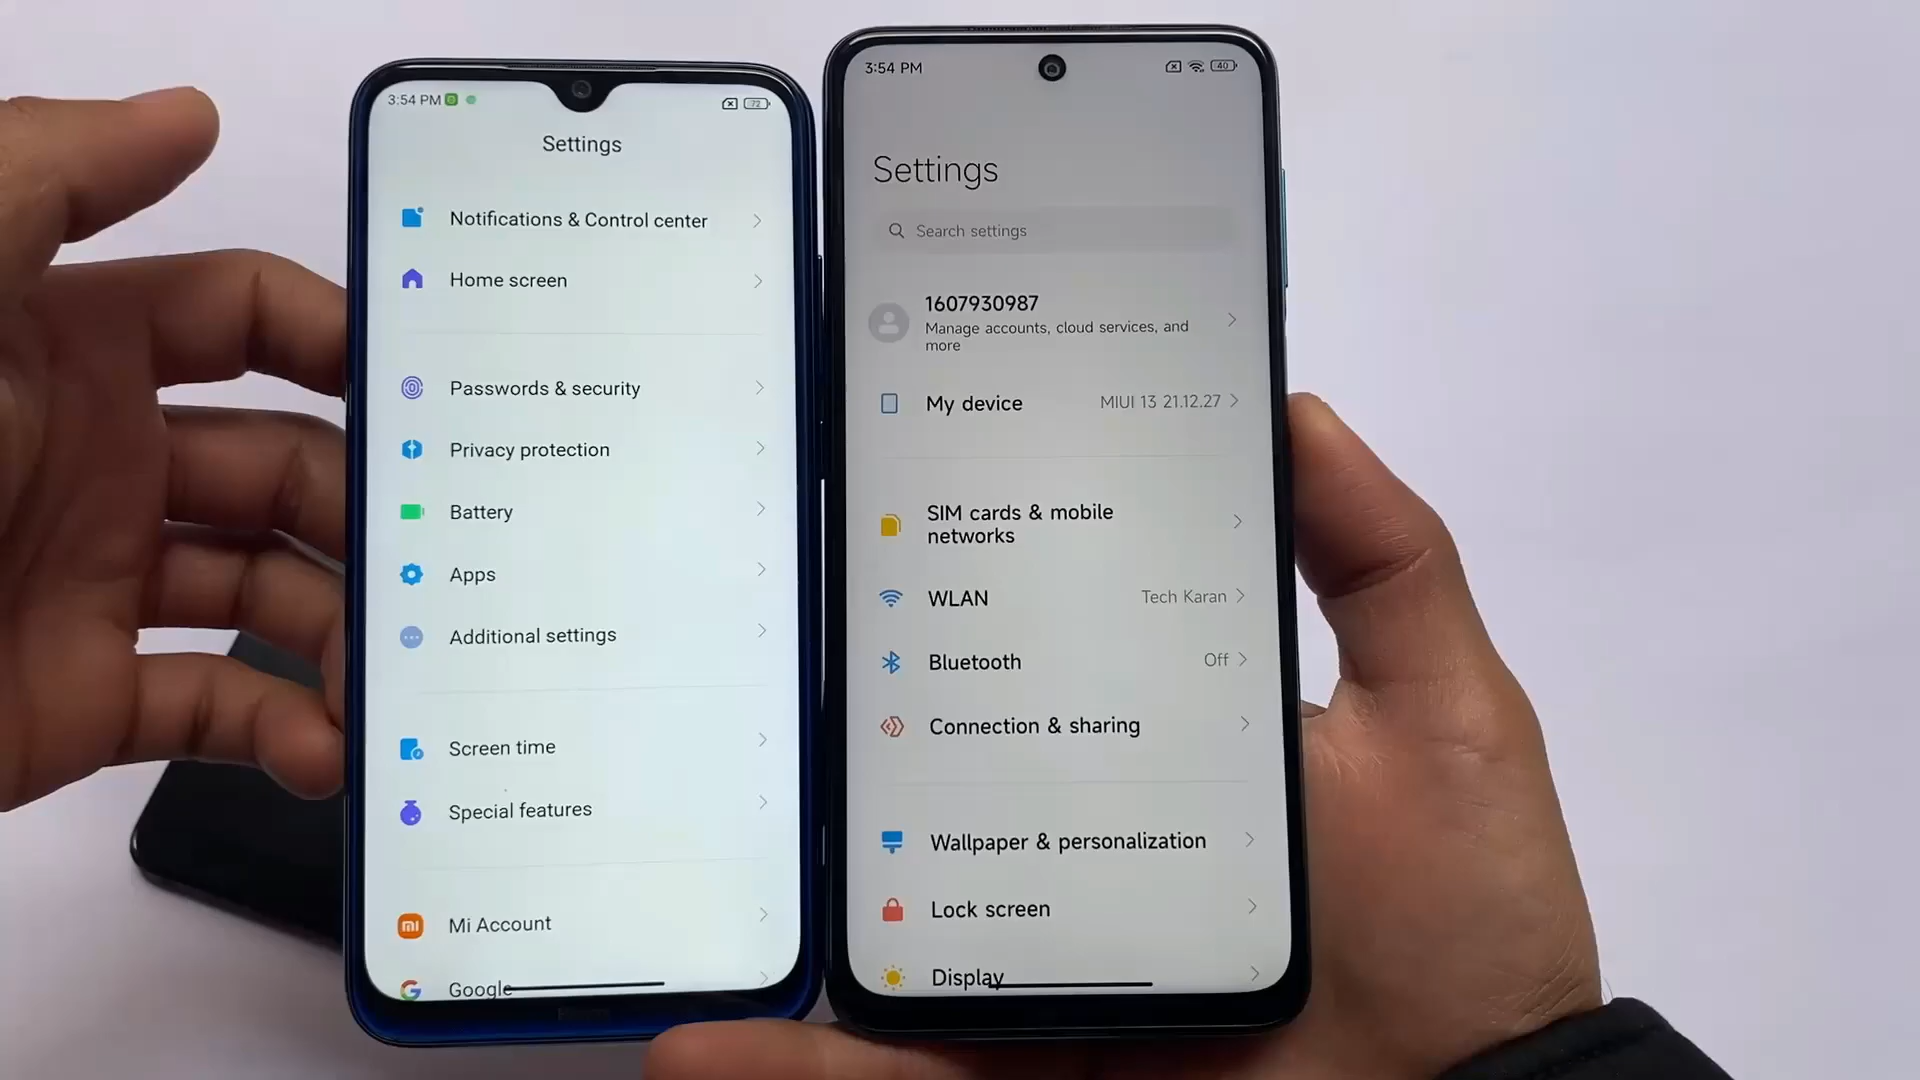 3:54 PM
72
Settings
Notifications & Control center
Home screen
Passwords & security
Privacy protection
Battery
Apps
Additional settings
Screen time
Special features
Mi Account
Google
3:54 PM
40
Settings
Search settings
1607930987
Manage accounts, cloud services, and
more
My device
MIUI 13 21.12.27
SIM cards & mobile
networks
WLAN
Tech Karan
Bluetooth
Off
Connection & sharing
Wallpaper & personalization
Lock screen
Display